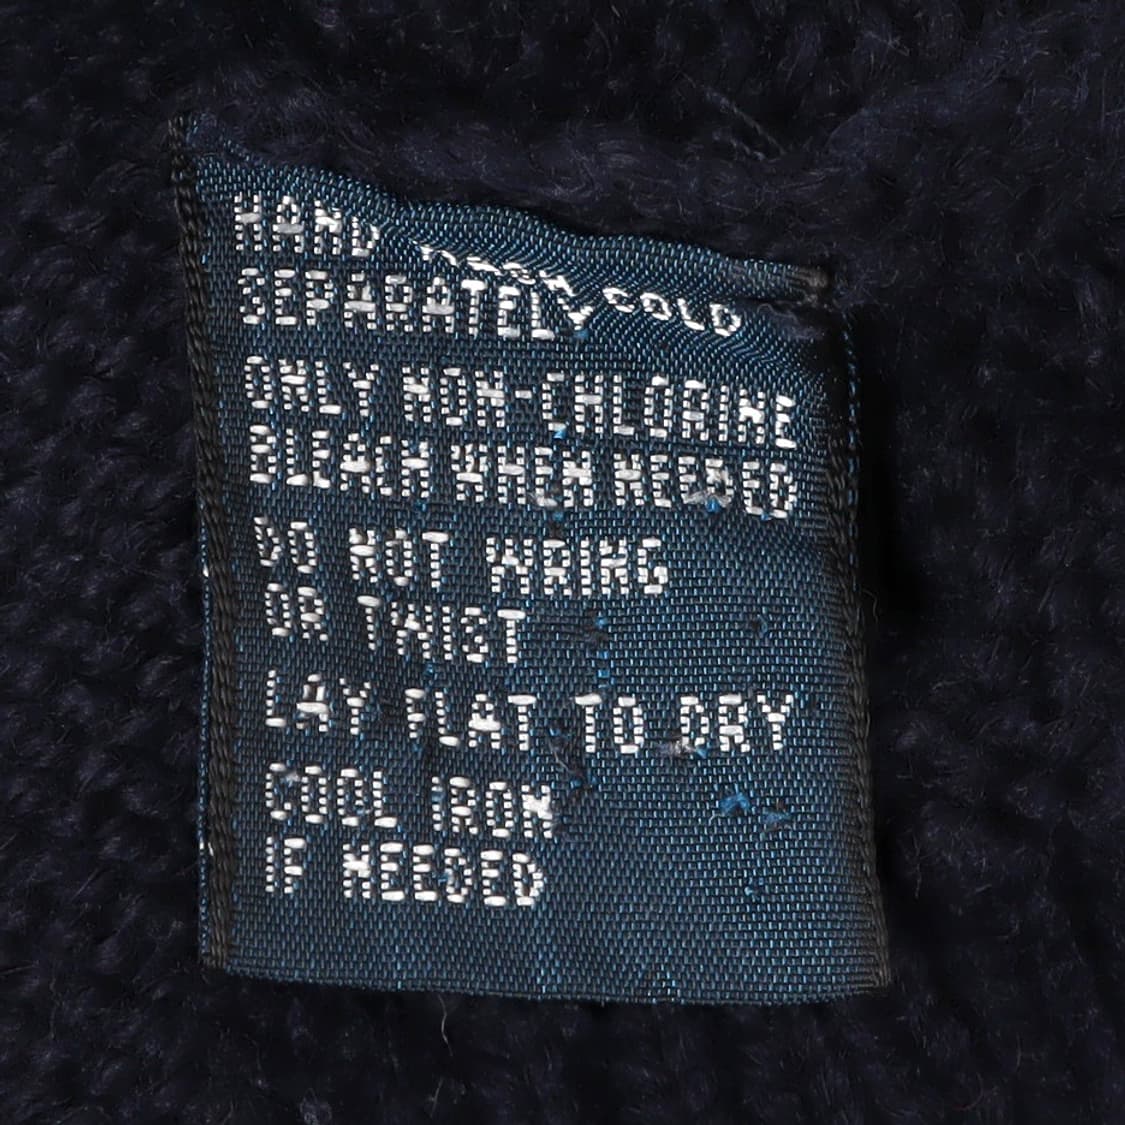 HAND WASH COLD
SEPARATELY
ONLY NON-CHLORINE
BLEACH WHEN NEEDED
DO NOT WRING
OR TWIST
LAY FLAT TO DRY
COOL IRON
IF NEEDED